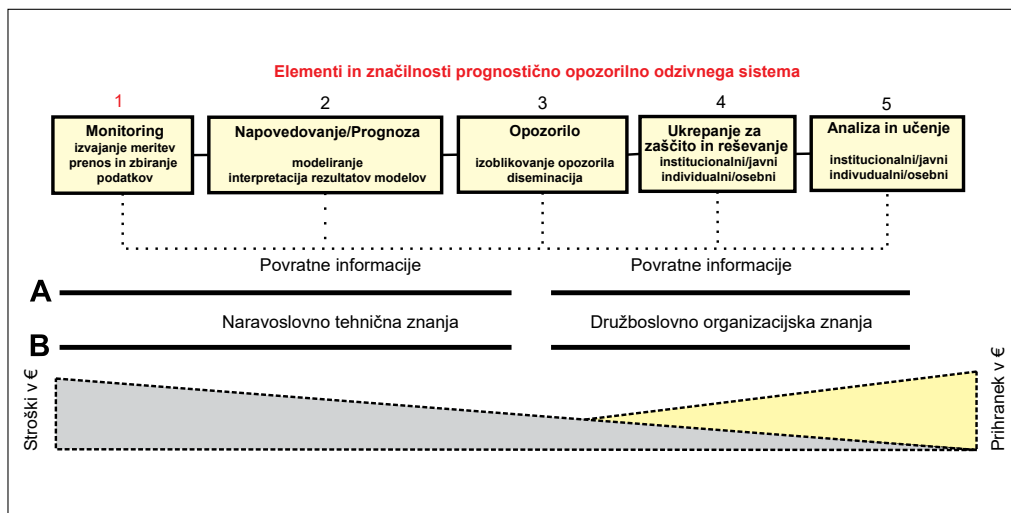 Elementi in značilnosti prognostično opozorilno odzivnega sistema
1
2
3
4
5
Monitoring
izvajanje meritev
prenos in zbiranje
podatkov
Napovedovanje/Prognoza
modeliranje
interpretacija rezultatov modelov
Opozorilo
izoblikovanje opozorila
diseminacija
Ukrepanje za
zaščito in reševanje
institucionalni/javni
individualni/osebni
Analiza in učenje
institucionalni/javni
indivudualni/osebni
Povratne informacije
Povratne informacije
A
Naravoslovno tehnična znanja
Družboslovno organizacijska znanja
B
Stroški v €
Prihranek v €